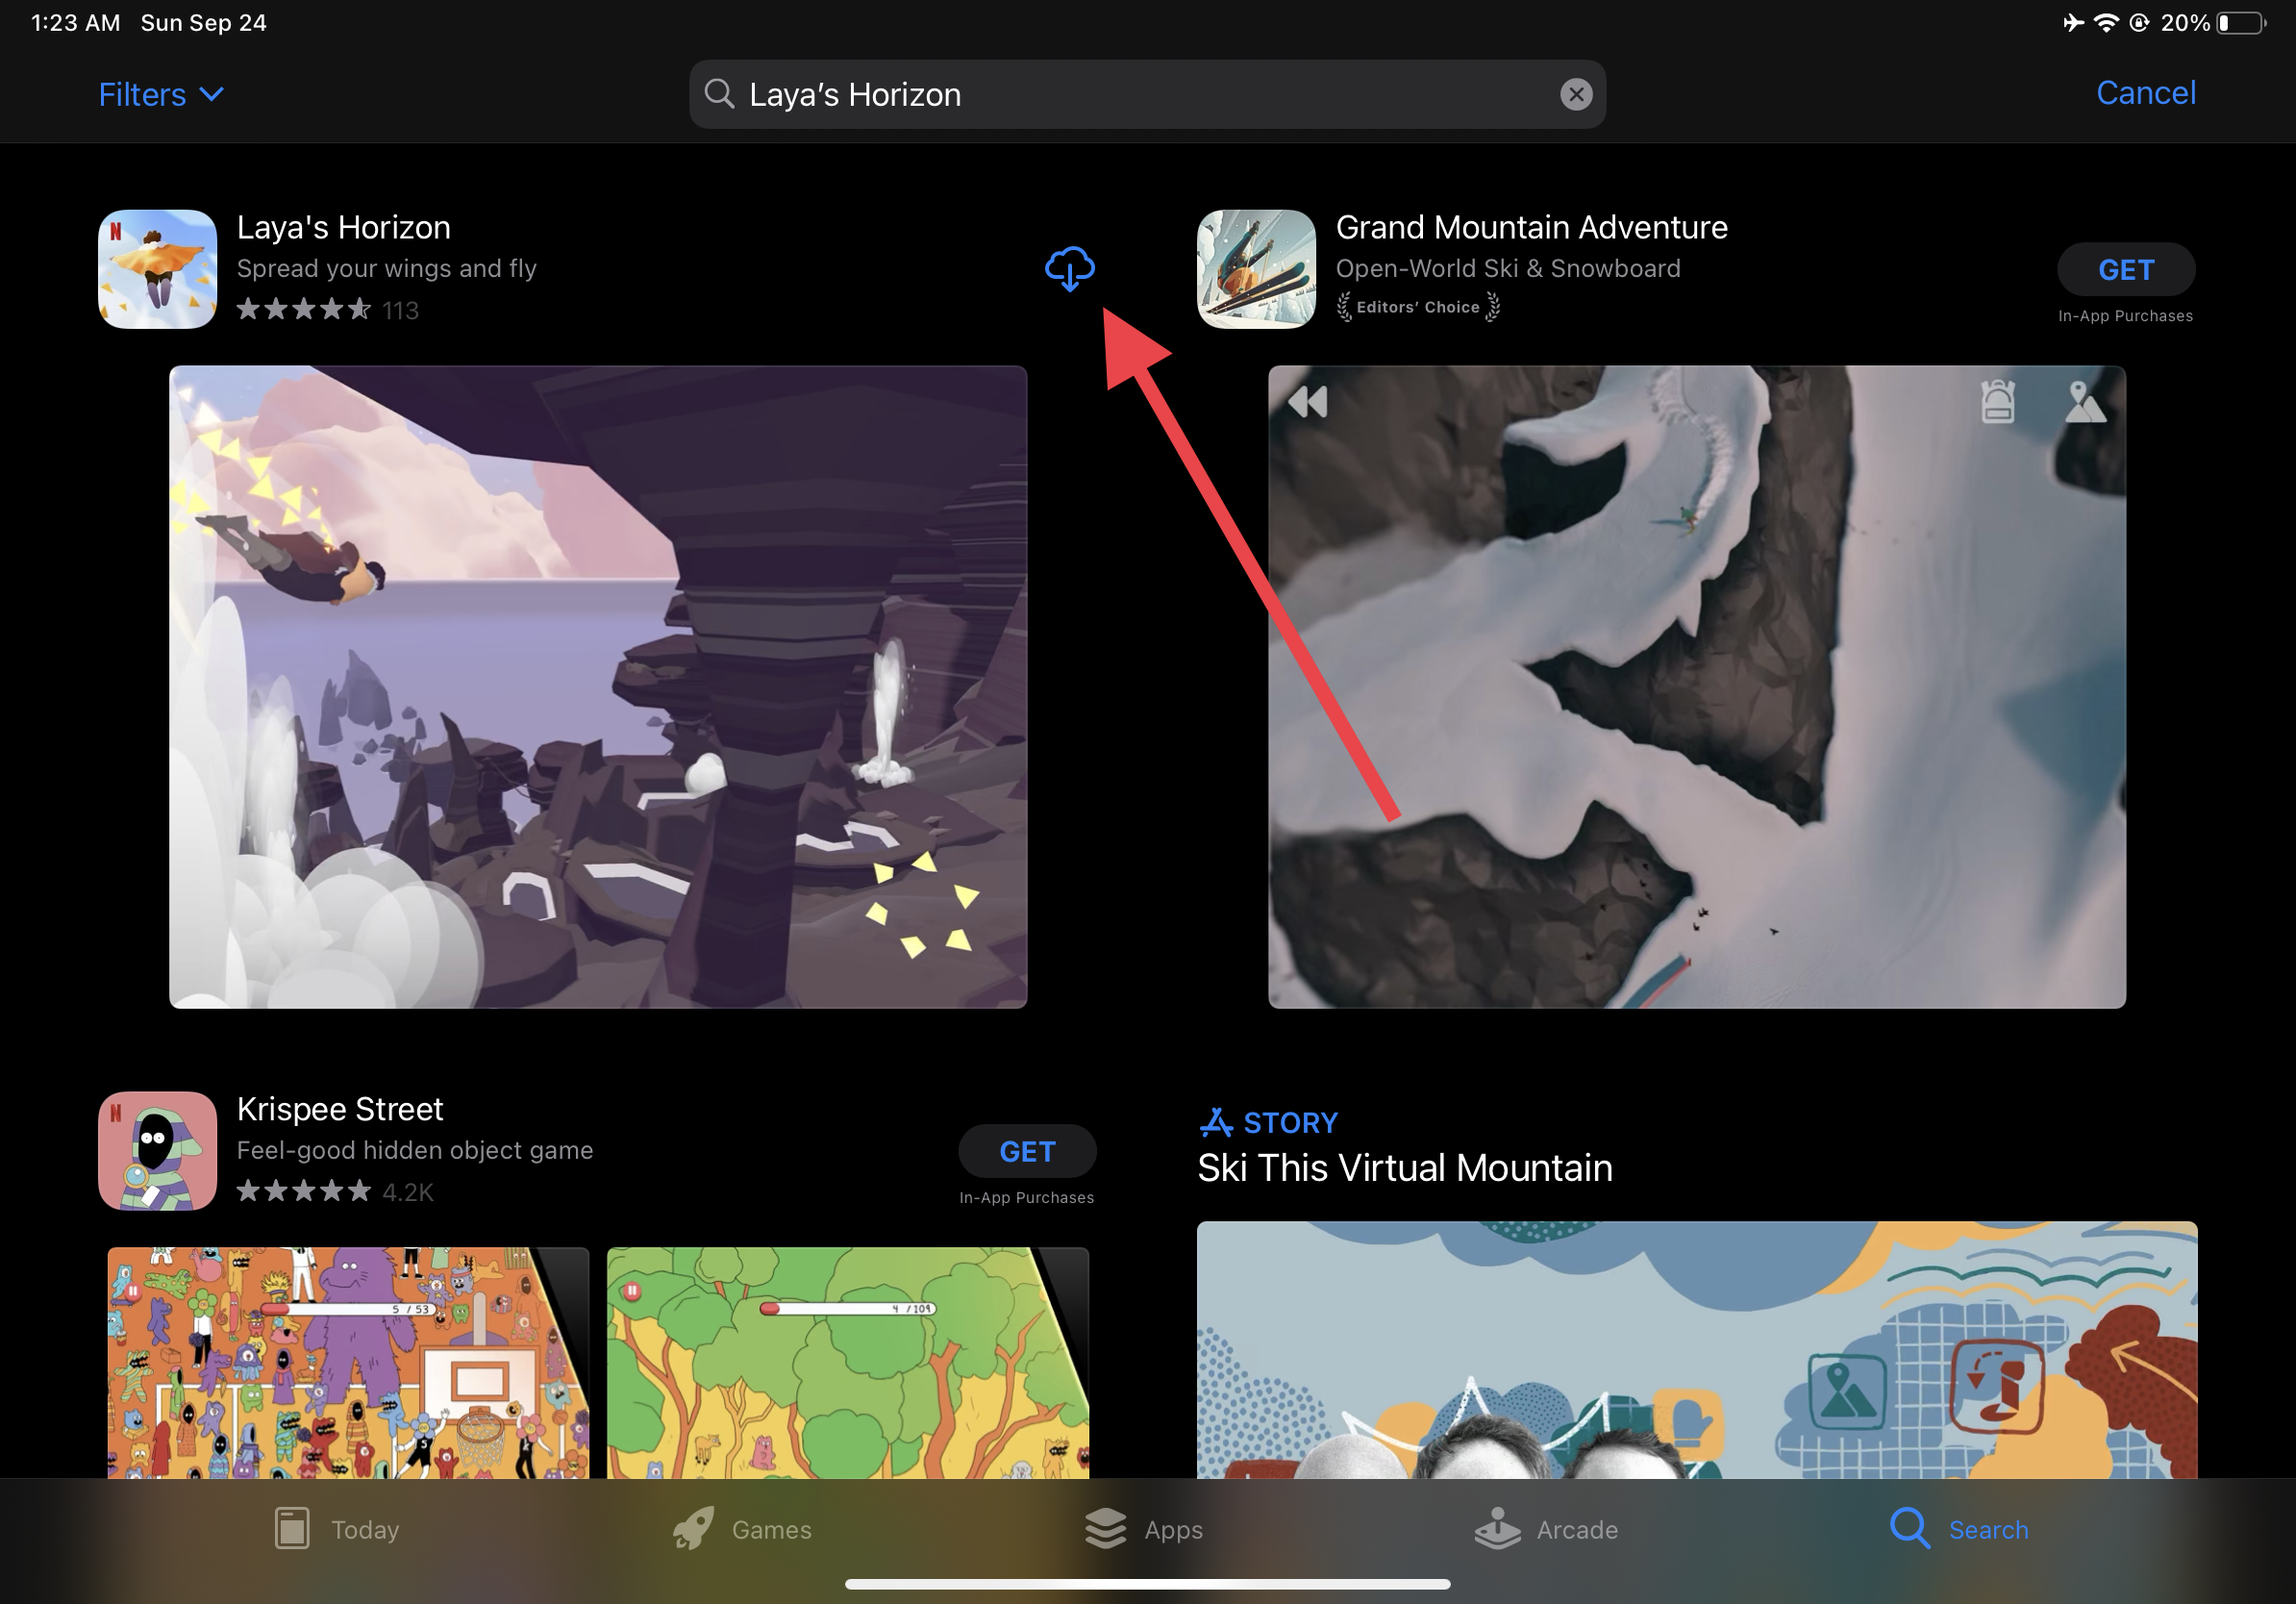 1:23 AM Sun Sep 24
20%
Filters
Laya’s Horizon
Cancel
N
Laya's Horizon
Spread your wings and fly
113
Grand Mountain Adventure
Open-World Ski & Snowboard
Editors’ Choice
GET
In-App Purchases
N
Krispee Street
Feel-good hidden object game
4.2K
GET
In-App Purchases
STORY
Ski This Virtual Mountain
5 / 53
4 / 109
Today
Games
Apps
Arcade
Search